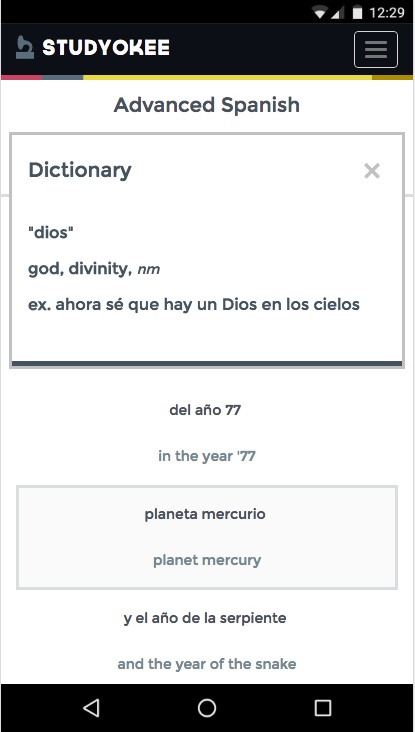 12:29
STUDYOKEE
Advanced Spanish
Dictionary
"dios"
god, divinity, nm
ex. ahora sé que hay un Dios en los cielos
del año 77
in the year '77
planeta mercurio
planet mercury
y el año de la serpiente
and the year of the snake